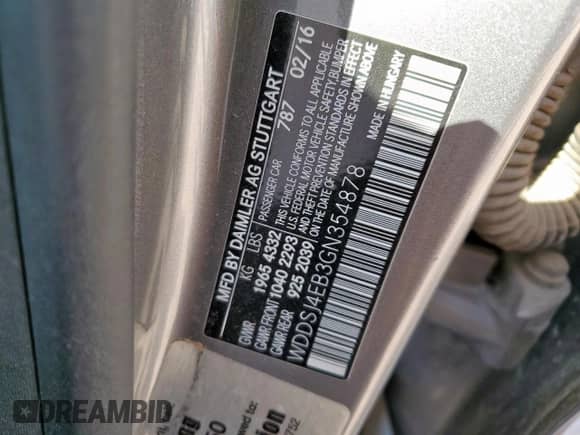 MFD BY DAIMLER AG STUTTGART
787 02/16
KG LBS PASSENGER CAR
GVWR 1965 4332 THIS VEHICLE CONFORMS TO ALL APPLICABLE
GAWR FRONT 1040 2293 U.S. FEDERAL MOTOR VEHICLE SAFETY, BUMPER
GAWR REAR 925 2039 AND THEFT PREVENTION STANDARDS IN EFFECT
ON THE DATE OF MANUFACTURE SHOWN ABOVE
WDDSJ4EB3GN354878
MADE IN HUNGARY
DREAMBID